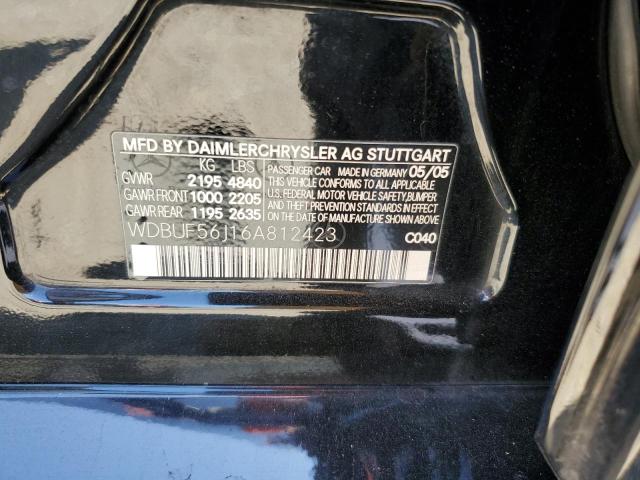 MFD BY DAIMLERCHRYSLER AG STUTTGART
KG LBS
GVWR 2195 4840
GAWR FRONT 1000 2205
GAWR REAR 1195 2635
PASSENGER CAR MADE IN GERMANY 05/05
THIS VEHICLE CONFORMS TO ALL APPLICABLE
U.S. FEDERAL MOTOR VEHICLE SAFETY, BUMPER,
AND THEFT PREVENTION STANDARDS IN EFFECT
ON THE DATE OF MANUFACTURE SHOWN ABOVE.
WDBUF56J16A812423
C040